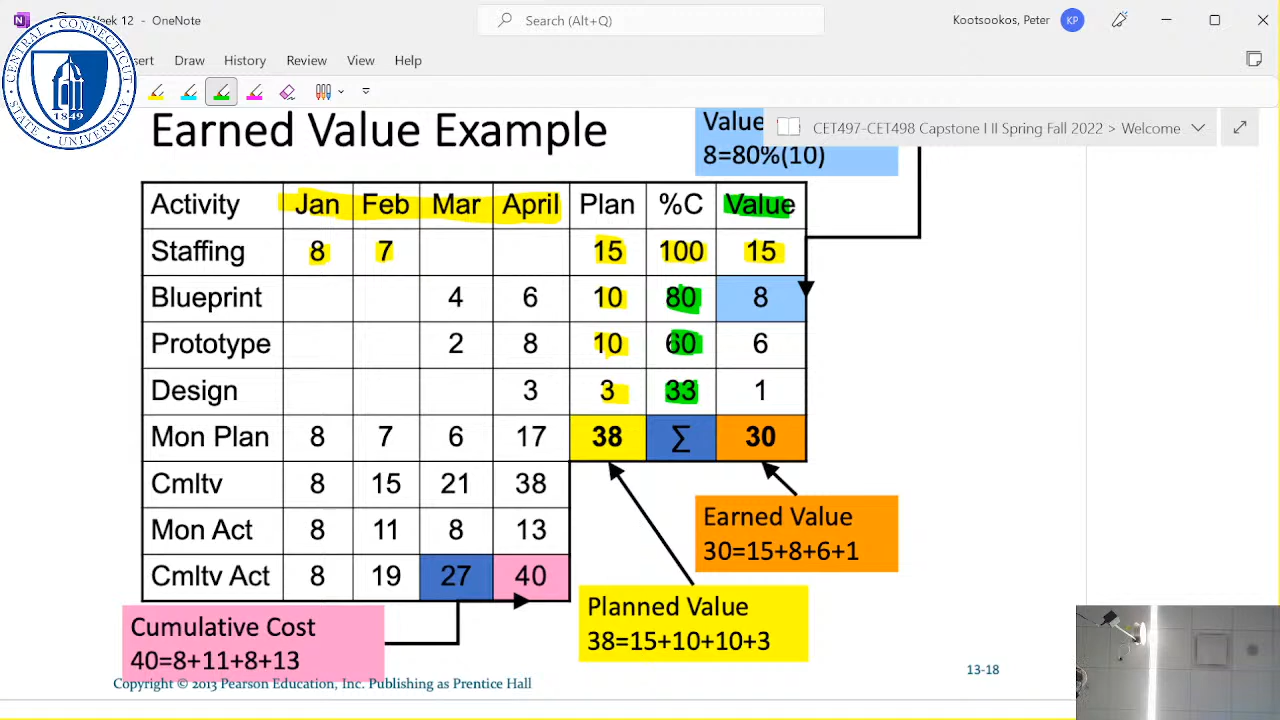 Week 12 - OneNote
Search (Alt+Q)
Kootsookos, Peter
KP
Draw History Review View Help
CENTRAL CONNECTICUT STATE UNIVERSITY
1849
CET497-CET498 Capstone I II Spring Fall 2022 > Welcome
Earned Value Example
Value
8=80%(10)
Activity Jan Feb Mar April Plan %C Value
Staffing 8 7 15 100 15
Blueprint 4 6 10 80 8
Prototype 2 8 10 60 6
Design 3 3 33 1
Mon Plan 8 7 6 17 38 Σ 30
Cmltv 8 15 21 38
Mon Act 8 11 8 13
Cmltv Act 8 19 27 40
Earned Value
30=15+8+6+1
Planned Value
38=15+10+10+3
Cumulative Cost
40=8+11+8+13
Copyright © 2013 Pearson Education, Inc. Publishing as Prentice Hall
13-18